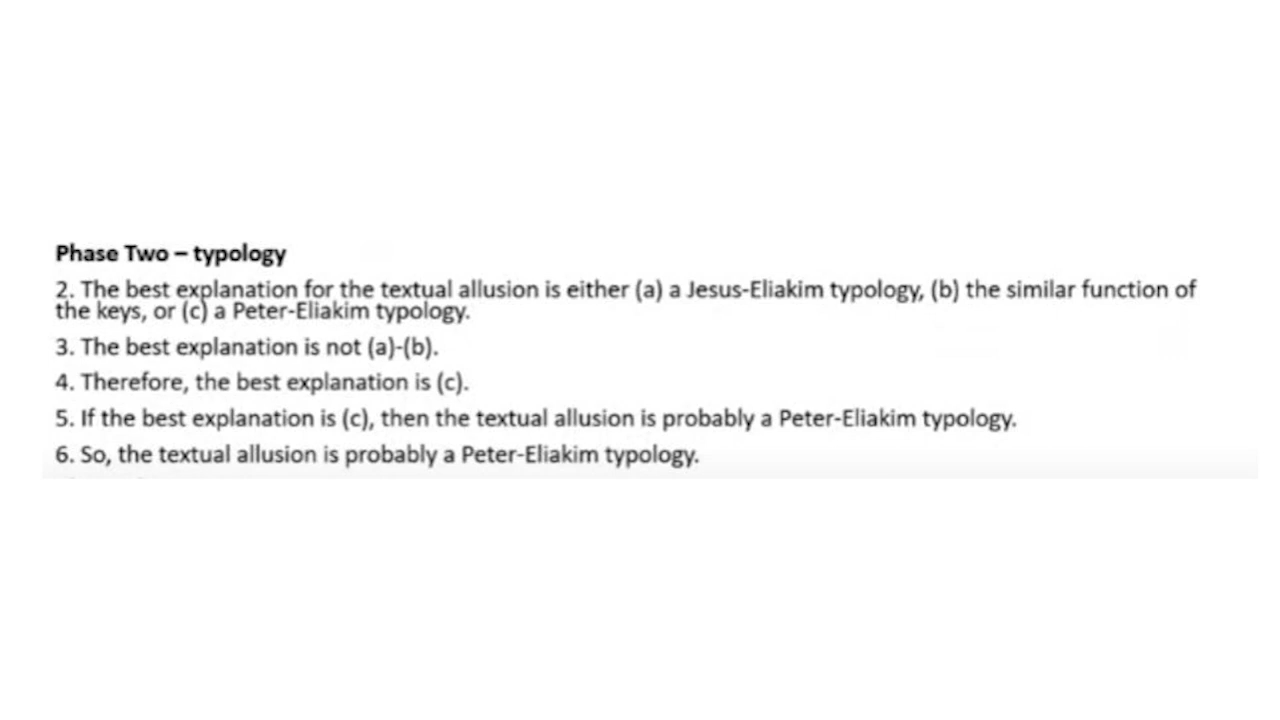 Phase Two – typology
2. The best explanation for the textual allusion is either (a) a Jesus-Eliakim typology, (b) the similar function of
the keys, or (c) a Peter-Eliakim typology.
3. The best explanation is not (a)-(b).
4. Therefore, the best explanation is (c).
5. If the best explanation is (c), then the textual allusion is probably a Peter-Eliakim typology.
6. So, the textual allusion is probably a Peter-Eliakim typology.